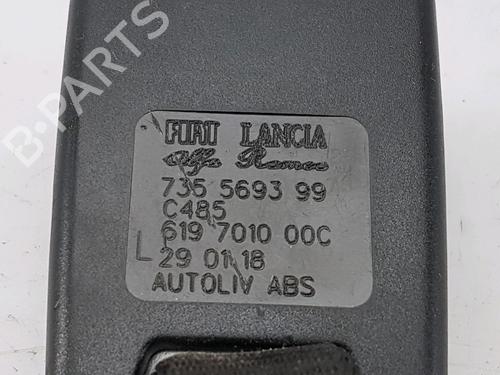 B-PARTS
FIAT LANCIA
Alfa Romeo
735 5693 99
C485
619 7010 00C
L 29 01 18
AUTOLIV ABS